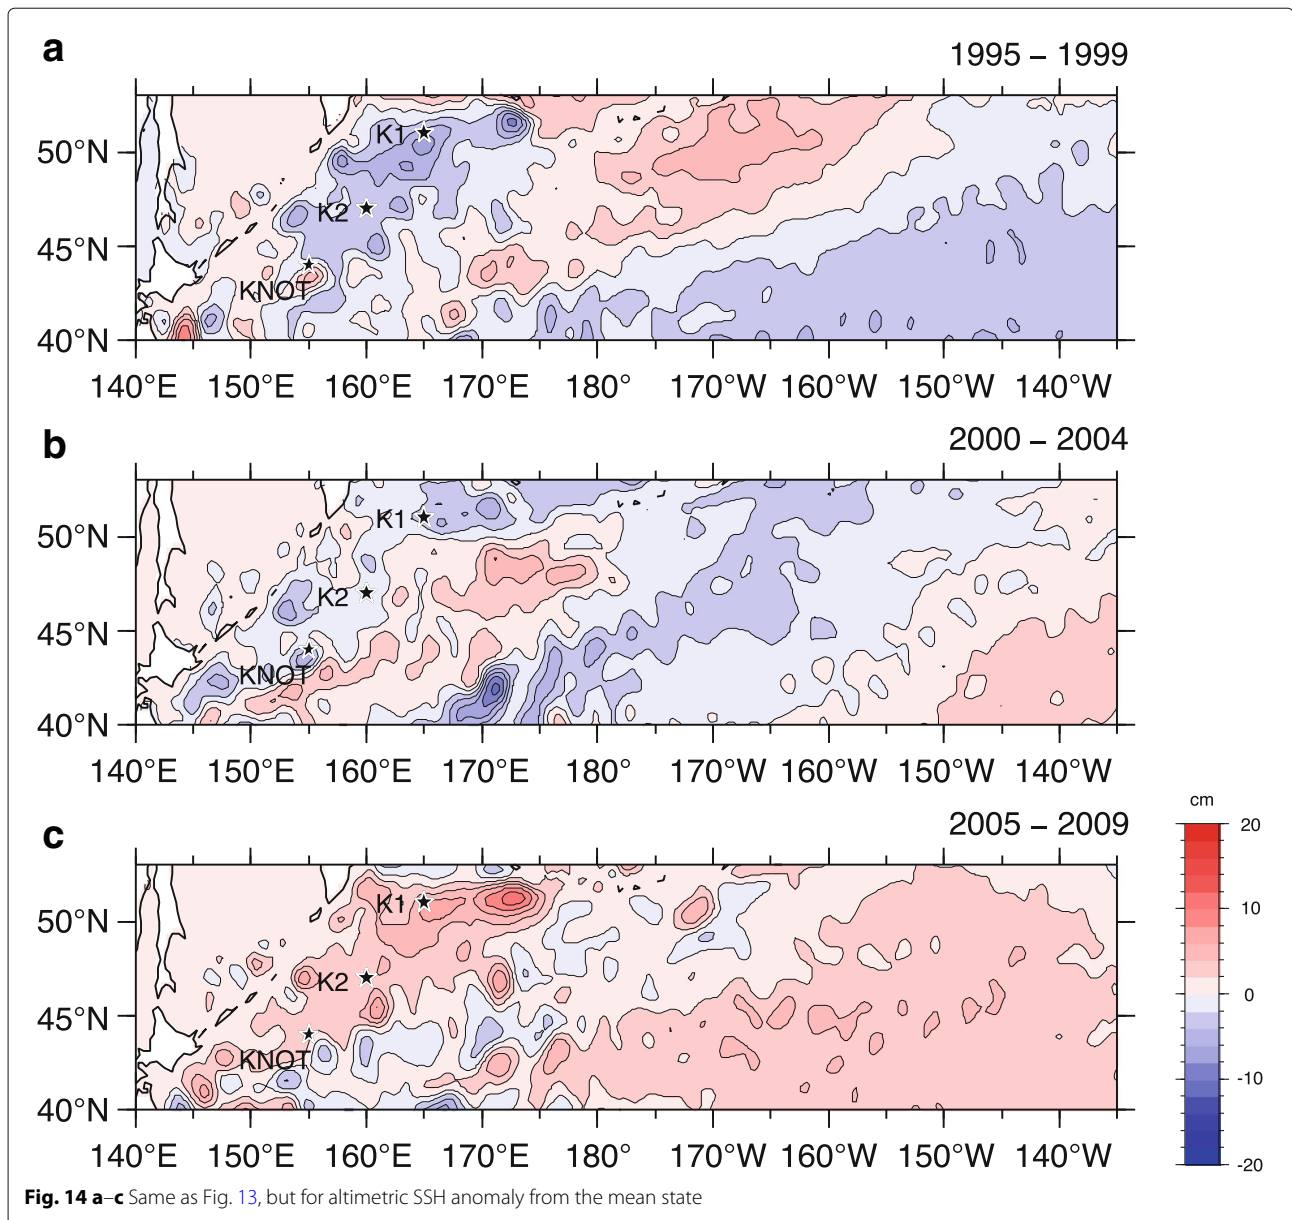 a
1995 – 1999
K1
50°N
K2
45°N
KNOT
40°N
140°E 150°E 160°E 170°E 180° 170°W 160°W 150°W 140°W
b
2000 – 2004
K1
50°N
K2
45°N
KNOT
40°N
140°E 150°E 160°E 170°E 180° 170°W 160°W 150°W 140°W
cm
c
2005 – 2009
20
K1
50°N
10
K2
0
45°N
KNOT
-10
40°N
140°E 150°E 160°E 170°E 180° 170°W 160°W 150°W 140°W
-20
Fig. 14 a–c Same as Fig. 13, but for altimetric SSH anomaly from the mean state